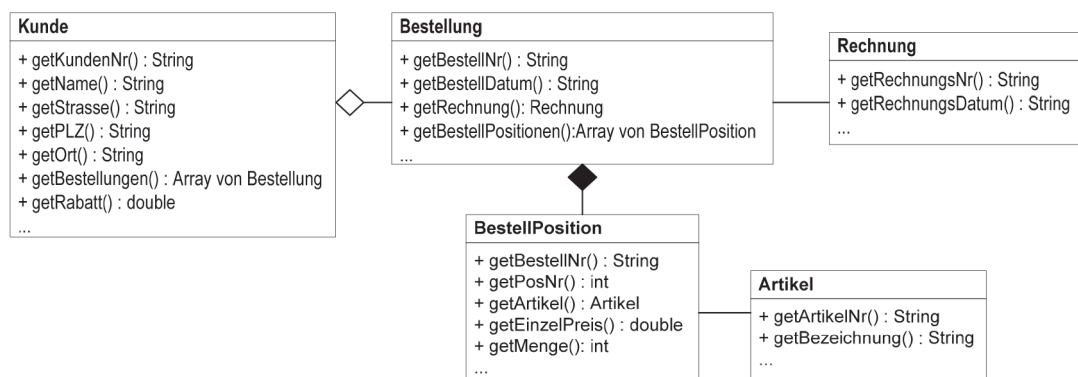 Kunde
+ getKundenNr() : String
+ getName() : String
+ getStrasse() : String
+ getPLZ() : String
+ getOrt() : String
+ getBestellungen() : Array von Bestellung
+ getRabatt() : double
...
Bestellung
+ getBestellNr() : String
+ getBestellDatum() : String
+ getRechnung(): Rechnung
+ getBestellPositionen():Array von BestellPosition
...
Rechnung
+ getRechnungsNr() : String
+ getRechnungsDatum() : String
...
BestellPosition
+ getBestellNr() : String
+ getPosNr() : int
+ getArtikel() : Artikel
+ getEinzelPreis() : double
+ getMenge(): int
...
Artikel
+ getArtikelNr() : String
+ getBezeichnung() : String
...